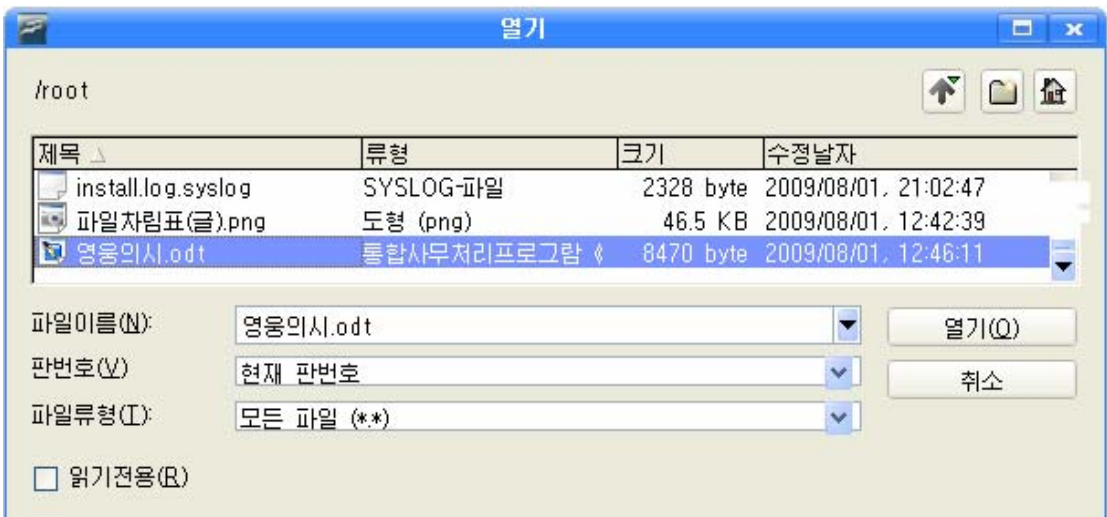 열기
/root
제목 류형 크기 수정날자
install.log.syslog SYSLOG-파일 2328 byte 2009/08/01, 21:02:47
파일차림표(글).png 도형 (png) 46.5 KB 2009/08/01, 12:42:39
영웅의시.odt 통합사무처리프로그람 《 8470 byte 2009/08/01, 12:46:11
파일이름(N): 영웅의시.odt 열기(O)
판번호(V) 현재 판번호 취소
파일류형(T): 모든 파일 (*.*)
읽기전용(R)